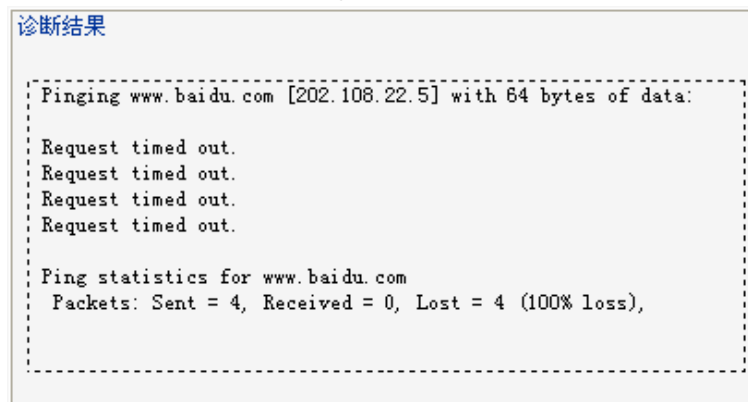 诊断结果
Pinging www.baidu.com [202.108.22.5] with 64 bytes of data:
Request timed out.
Request timed out.
Request timed out.
Request timed out.
Ping statistics for www.baidu.com
Packets: Sent = 4, Received = 0, Lost = 4 (100% loss),